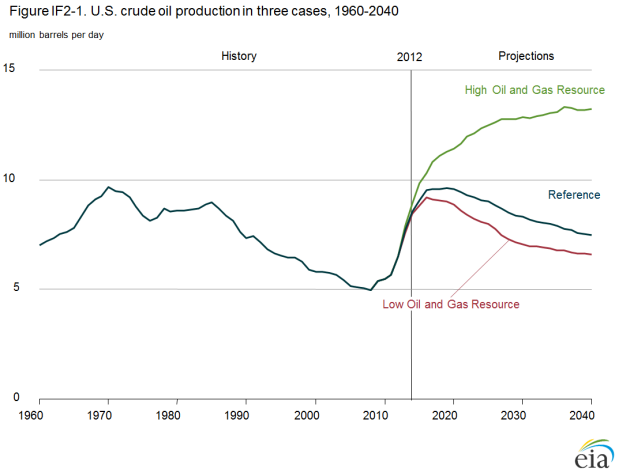 Figure IF2-1. U.S. crude oil production in three cases, 1960-2040
million barrels per day
History
2012
Projections
15
High Oil and Gas Resource
10
Reference
5
Low Oil and Gas Resource
0
1960 1970 1980 1990 2000 2010 2020 2030 2040
eia